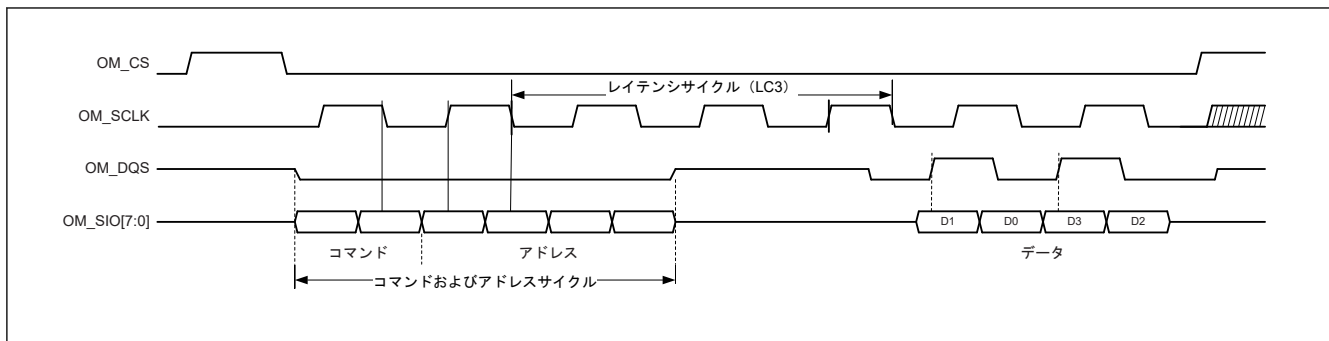 OM_CS
レイテンシサイクル（LC3）
OM_SCLK
OM_DQS
OM_SIO[7:0]
D1 D0 D3 D2
コマンド アドレス データ
コマンドおよびアドレスサイクル